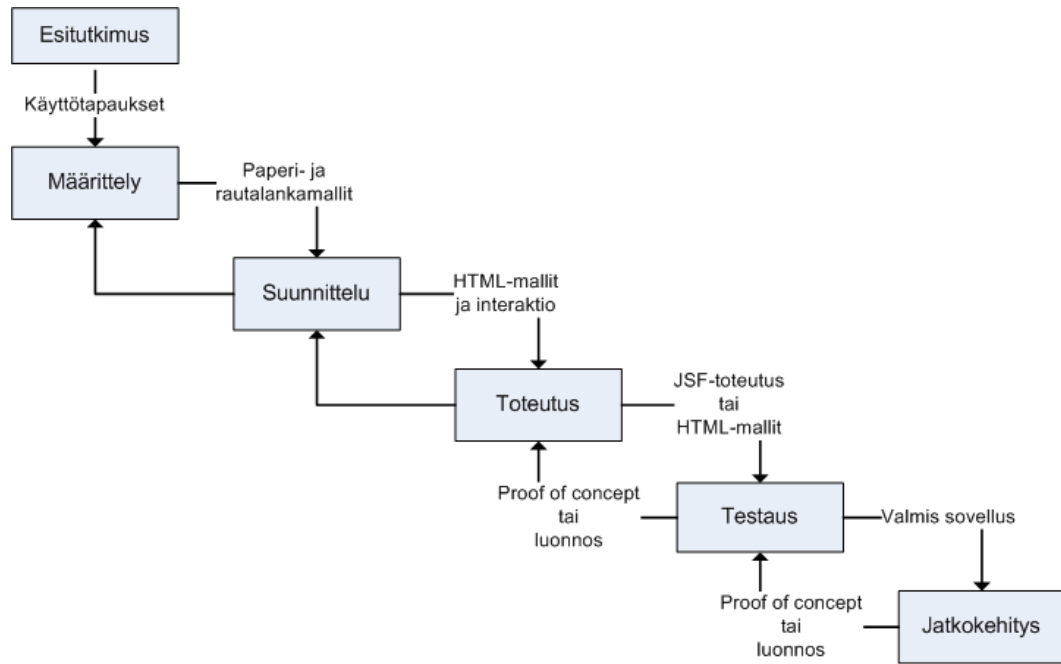 Esitutkimus
Käyttötapaukset
Määrittely
Paperi- ja
rautalankamallit
Suunnittelu
HTML-mallit
ja interaktio
Toteutus
JSF-toteutus
tai
HTML-mallit
Proof of concept
tai
luonnos
Testaus
Valmis sovellus
Proof of concept
tai
luonnos
Jatkokehitys